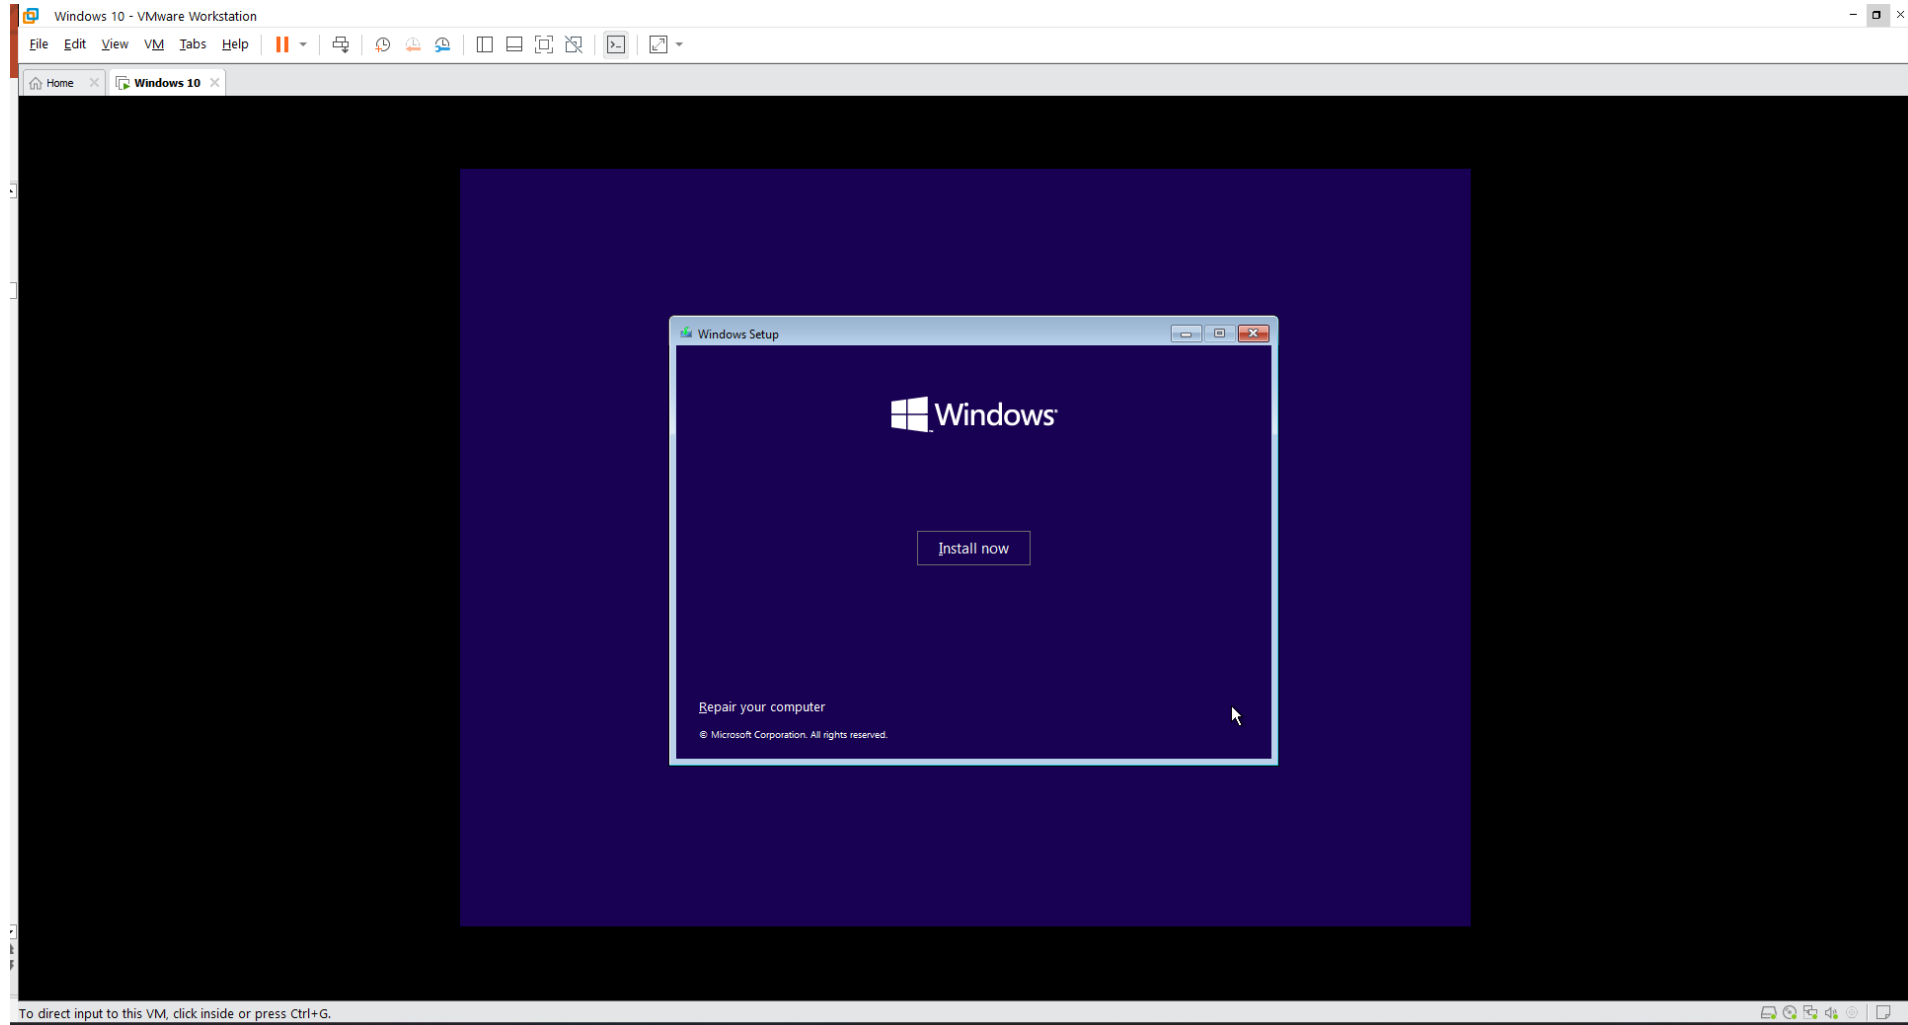 Windows 10 - VMware Workstation
File Edit View VM Tabs Help
Home Windows 10
Windows Setup
Windows
Install now
Repair your computer
© Microsoft Corporation. All rights reserved.
To direct input to this VM, click inside or press Ctrl+G.